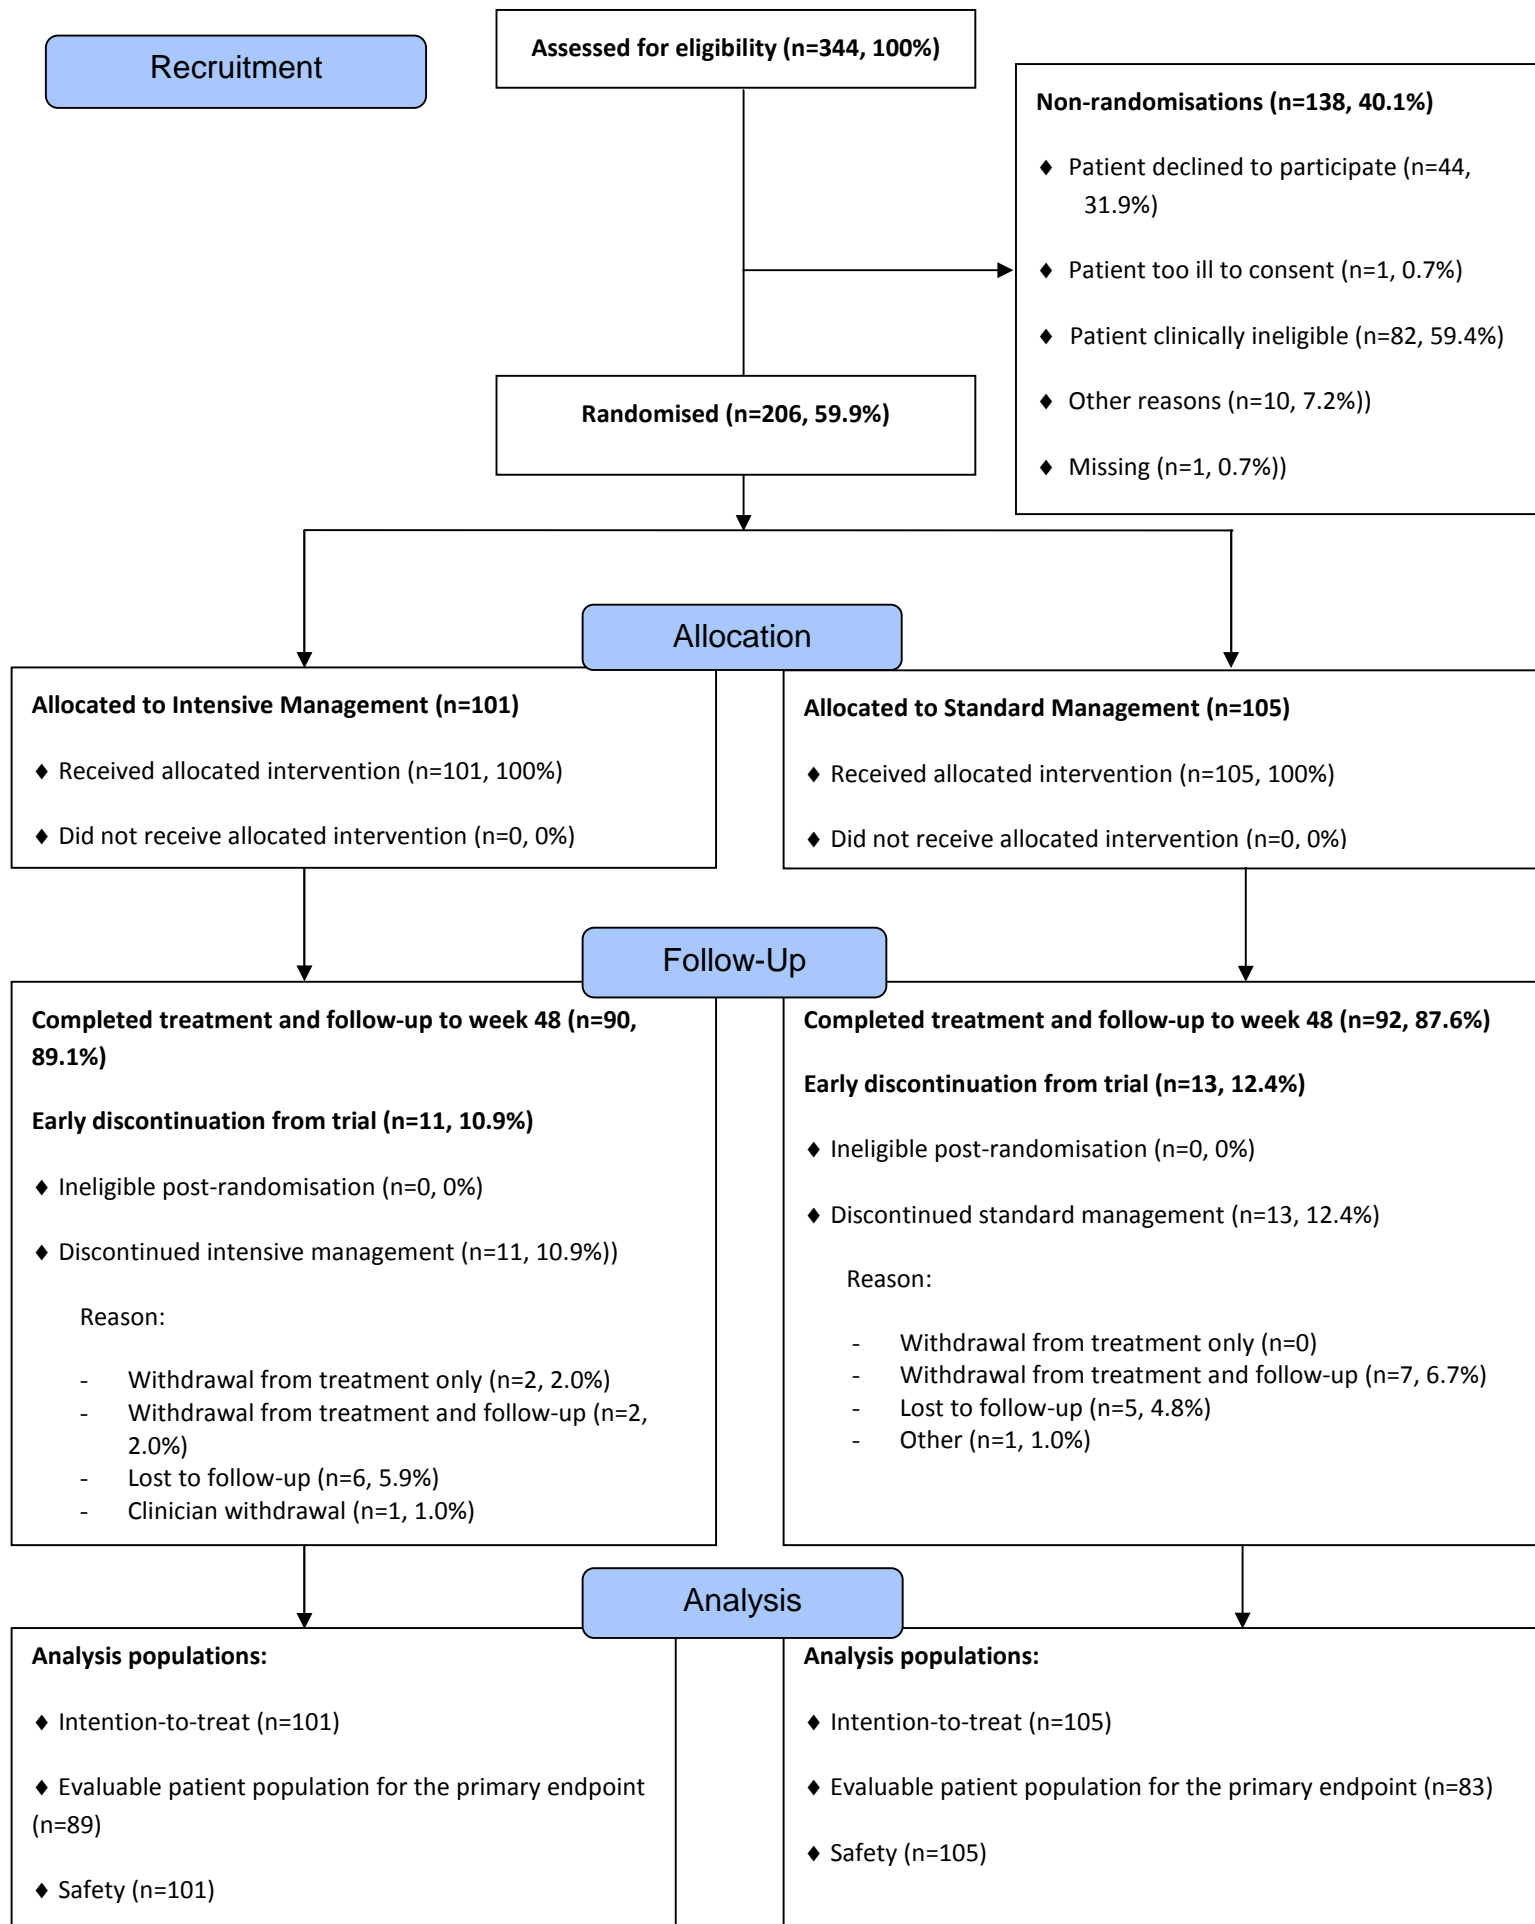 Recruitment
Assessed for eligibility (n=344, 100%)
Non-randomisations (n=138, 40.1%)
♦ Patient declined to participate (n=44,
31.9%)
♦ Patient too ill to consent (n=1, 0.7%)
♦ Patient clinically ineligible (n=82, 59.4%)
♦ Other reasons (n=10, 7.2%))
♦ Missing (n=1, 0.7%))
Randomised (n=206, 59.9%)
Allocation
Allocated to Intensive Management (n=101)
♦ Received allocated intervention (n=101, 100%)
♦ Did not receive allocated intervention (n=0, 0%)
Allocated to Standard Management (n=105)
♦ Received allocated intervention (n=105, 100%)
♦ Did not receive allocated intervention (n=0, 0%)
Follow-Up
Completed treatment and follow-up to week 48 (n=90,
89.1%)
Early discontinuation from trial (n=11, 10.9%)
♦ Ineligible post-randomisation (n=0, 0%)
♦ Discontinued intensive management (n=11, 10.9%))
Reason:
- Withdrawal from treatment only (n=2, 2.0%)
- Withdrawal from treatment and follow-up (n=2,
2.0%)
- Lost to follow-up (n=6, 5.9%)
- Clinician withdrawal (n=1, 1.0%)
Completed treatment and follow-up to week 48 (n=92, 87.6%)
Early discontinuation from trial (n=13, 12.4%)
♦ Ineligible post-randomisation (n=0, 0%)
♦ Discontinued standard management (n=13, 12.4%)
Reason:
- Withdrawal from treatment only (n=0)
- Withdrawal from treatment and follow-up (n=7, 6.7%)
- Lost to follow-up (n=5, 4.8%)
- Other (n=1, 1.0%)
Analysis
Analysis populations:
♦ Intention-to-treat (n=101)
♦ Evaluable patient population for the primary endpoint
(n=89)
♦ Safety (n=101)
Analysis populations:
♦ Intention-to-treat (n=105)
♦ Evaluable patient population for the primary endpoint (n=83)
♦ Safety (n=105)